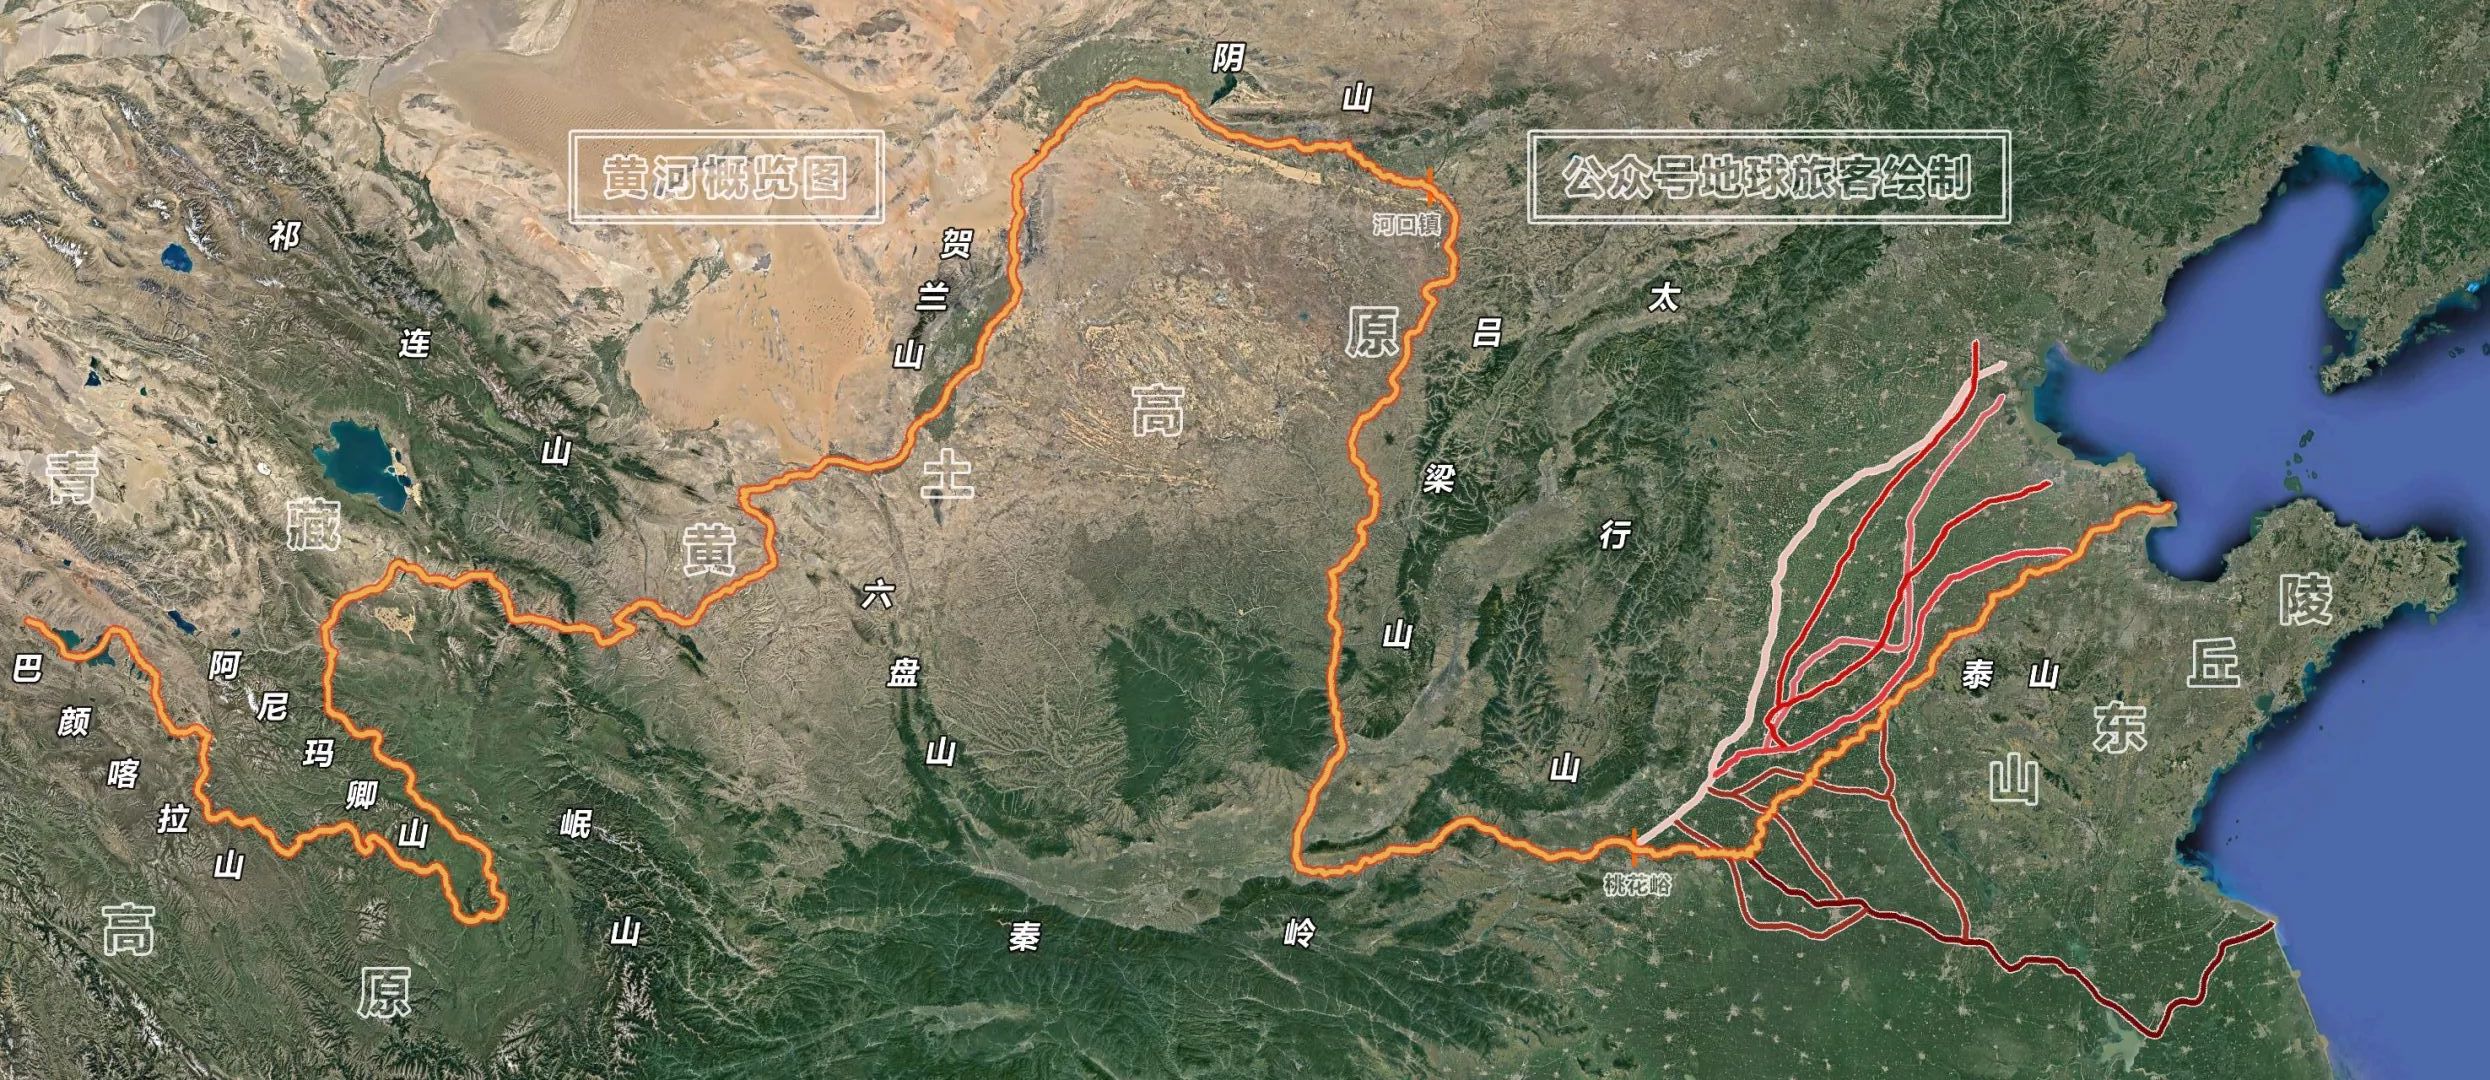 黄河概览图
公众号地球旅客绘制
阴山
贺兰山
祁连山
河口镇
太行山
吕梁山
青藏高原
黄土高原
六盘山
巴颜喀拉山
阿尼玛卿山
岷山
秦岭
桃花峪
泰山
山东丘陵